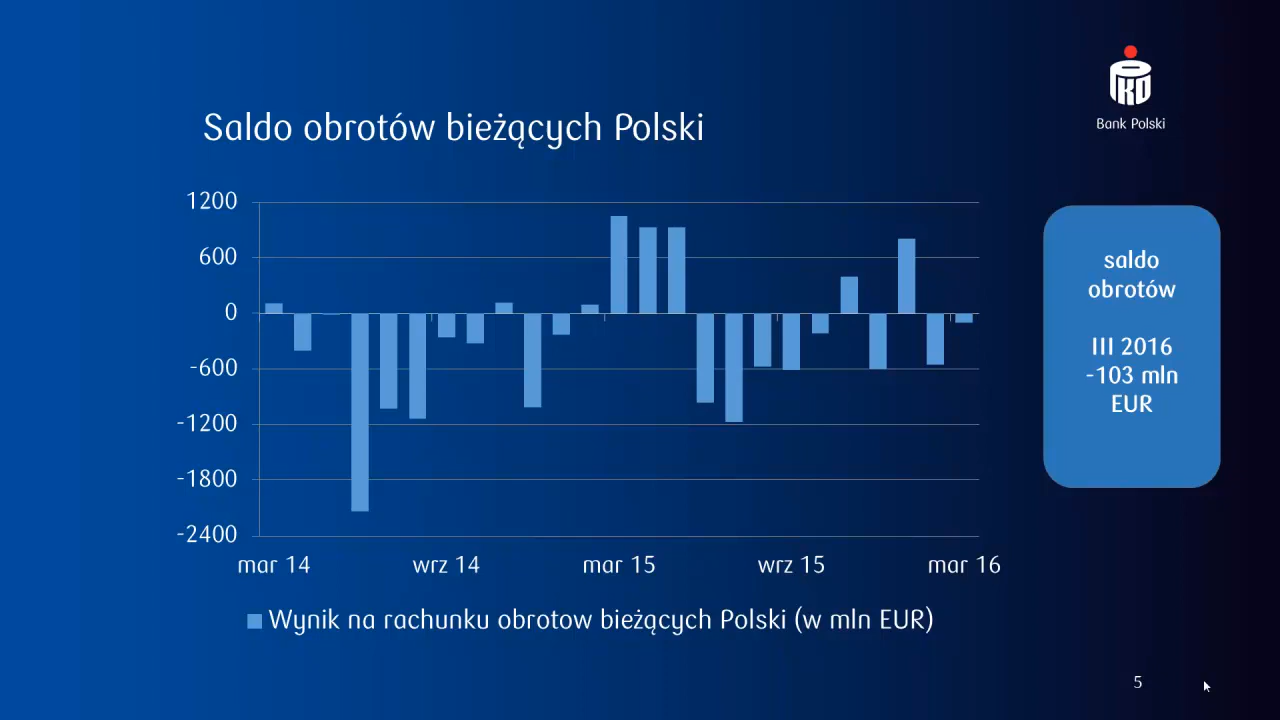 PKO
Bank Polski
Saldo obrotów bieżących Polski
1200
600
0
-600
-1200
-1800
-2400
mar 14 wrz 14 mar 15 wrz 15 mar 16
Wynik na rachunku obrotow bieżących Polski (w mln EUR)
saldo
obrotów
III 2016
-103 mln
EUR
5